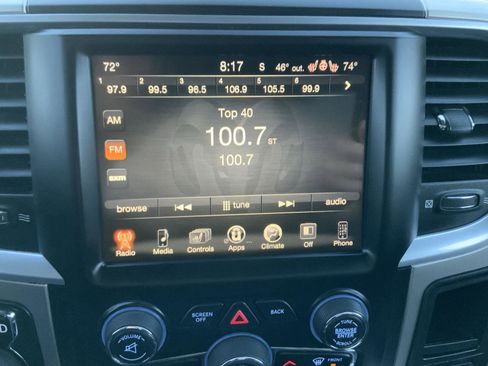 72° 8:17 S 46° out. 74°
1 2 3 4 5 6
97.9 99.5 96.5 106.9 105.5 99.9
AM
Top 40
100.7 ST
FM
100.7
sxm
browse tune audio
Radio Media Controls Apps Climate Off Phone
SCREEN OFF BACK
VOLUME TUNE
BROWSE ENTER
SCROLL
D
FRONT